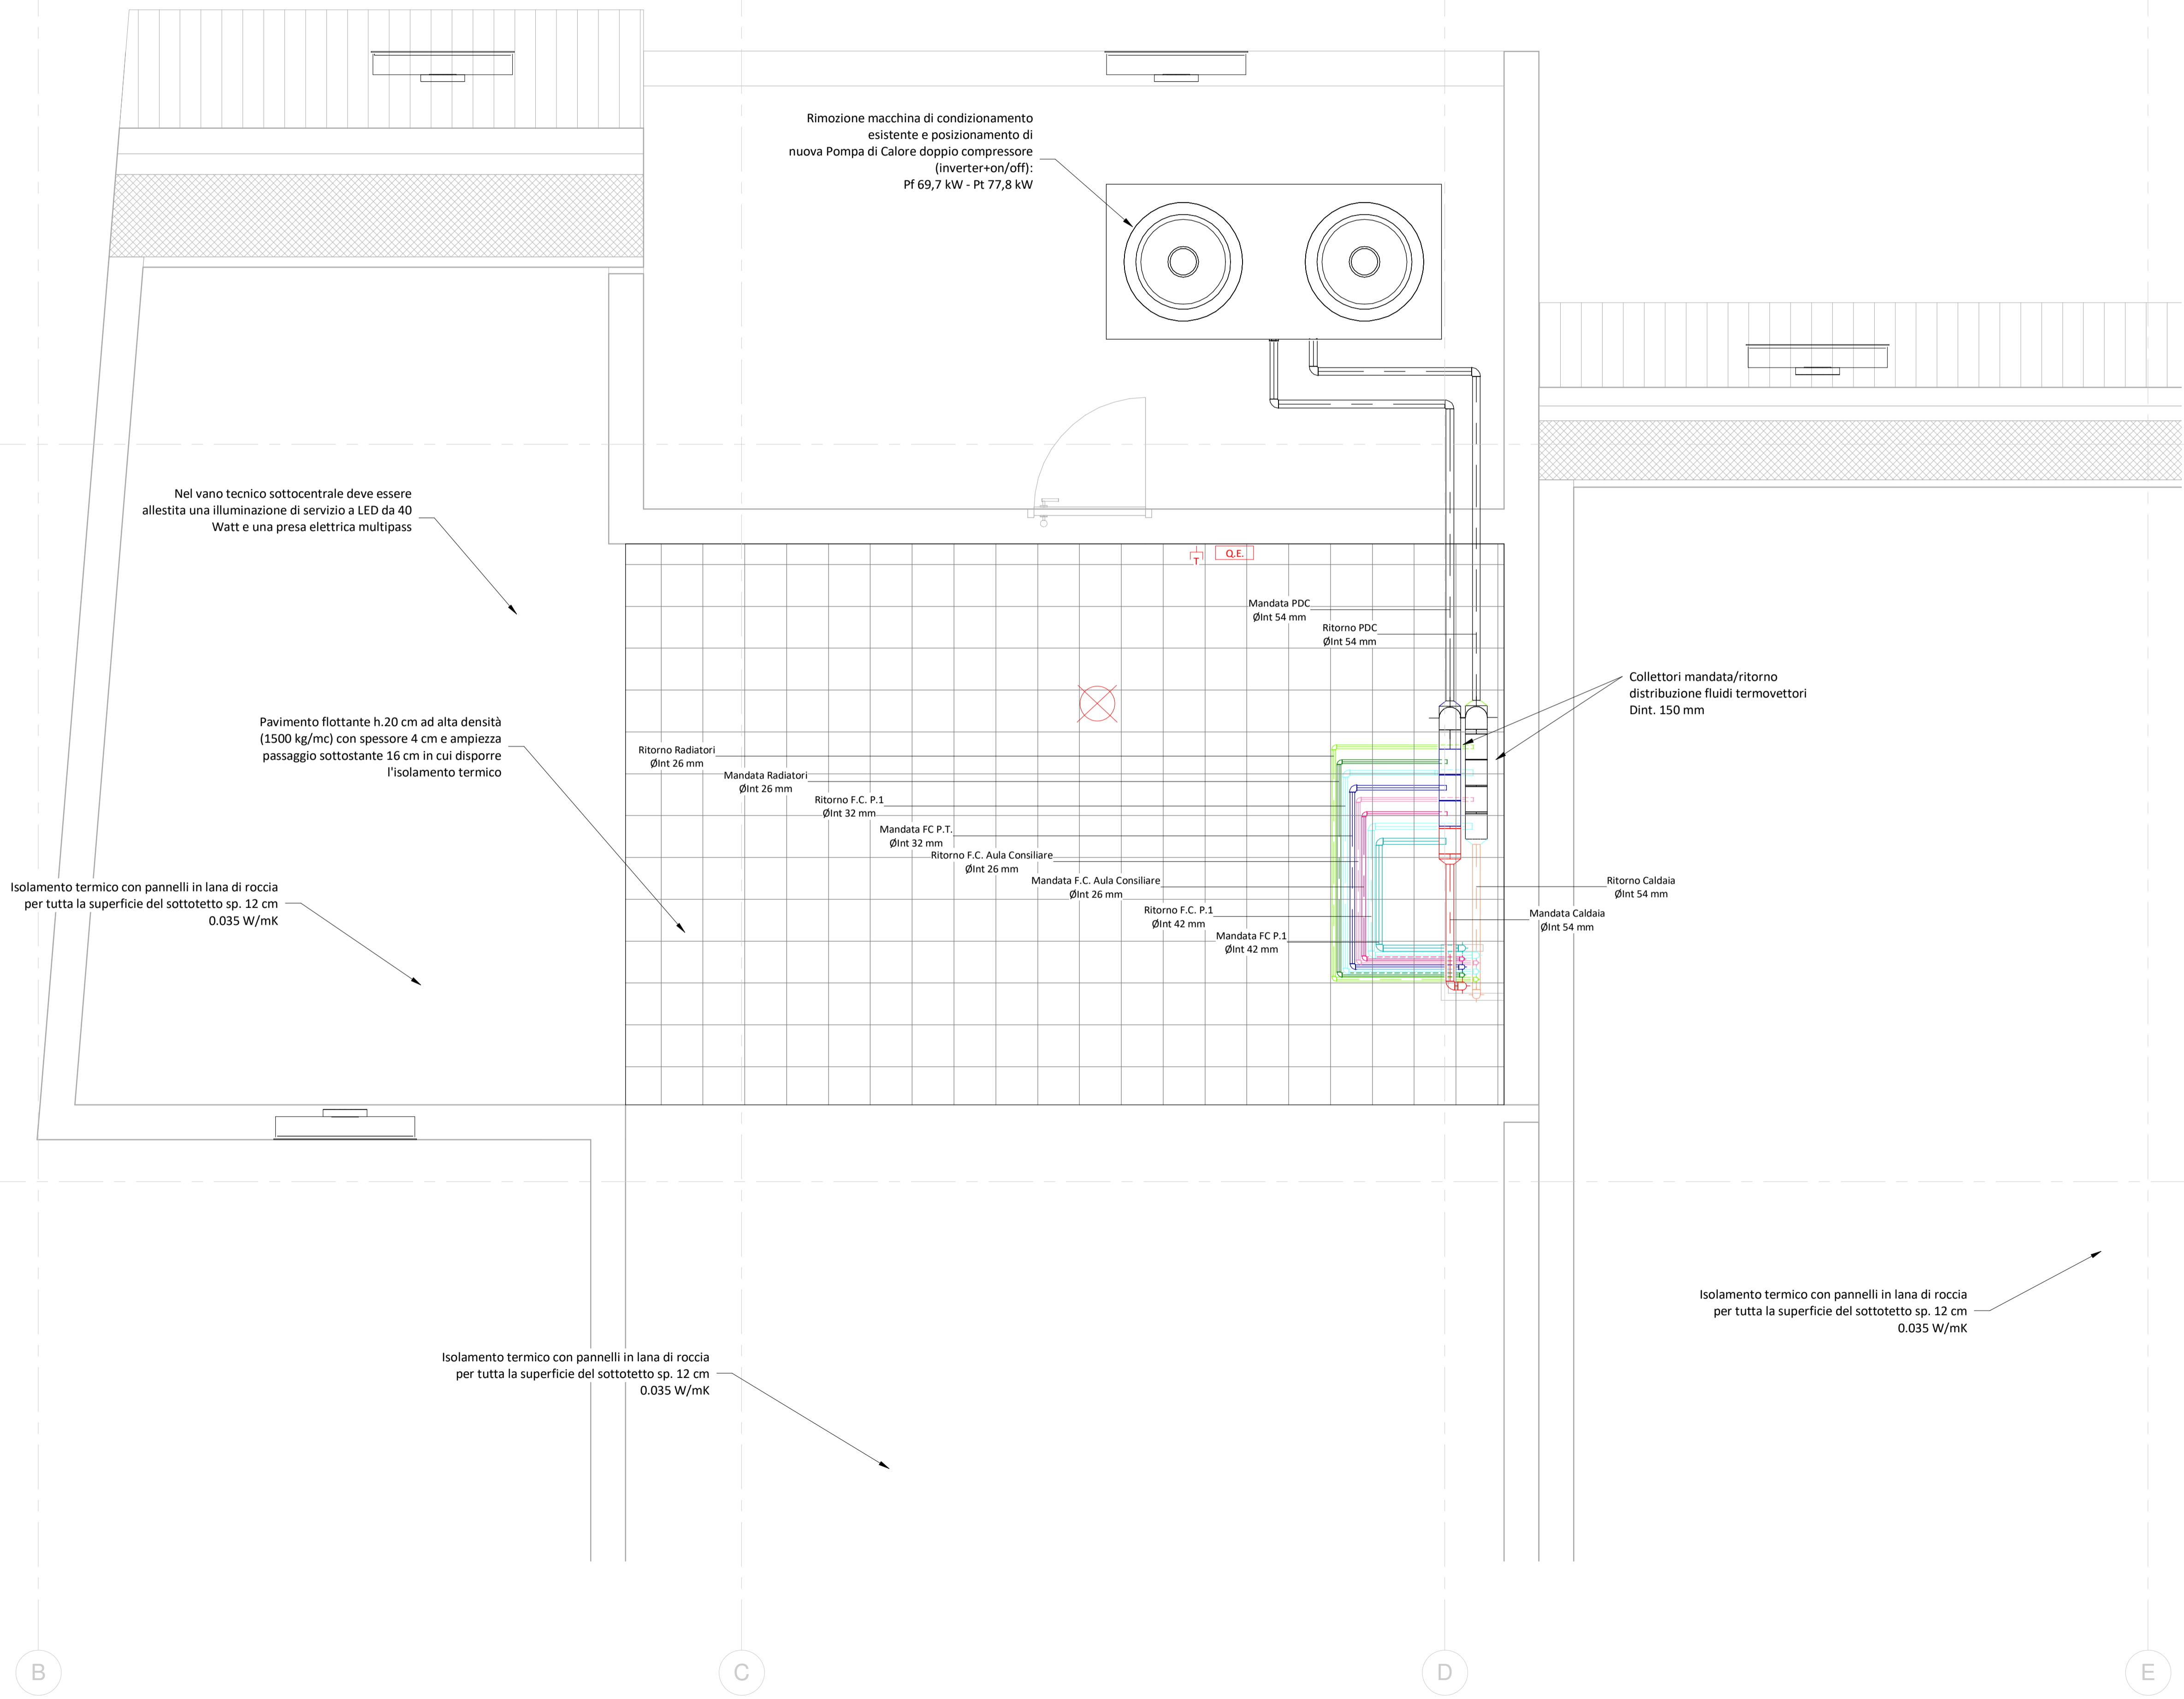 Rimozione macchina di condizionamento
esistente e posizionamento di
nuova Pompa di Calore doppio compressore
(inverter+on/off):
Pf 69,7 kW - Pt 77,8 kW
Nel vano tecnico sottocentrale deve essere
allestita una illuminazione di servizio a LED da 40
Watt e una presa elettrica multipass
T
Q.E.
Mandata PDC
ØInt 54 mm
Ritorno PDC
ØInt 54 mm
Collettori mandata/ritorno
distribuzione fluidi termovettori
Dint. 150 mm
Pavimento flottante h.20 cm ad alta densità
(1500 kg/mc) con spessore 4 cm e ampiezza
passaggio sottostante 16 cm in cui disporre
l'isolamento termico
Ritorno Radiatori
ØInt 26 mm
Mandata Radiatori
ØInt 26 mm
Ritorno F.C. P.1
ØInt 32 mm
Mandata FC P.T.
ØInt 32 mm
Ritorno F.C. Aula Consiliare
ØInt 26 mm
Mandata F.C. Aula Consiliare
ØInt 26 mm
Ritorno F.C. P.1
ØInt 42 mm
Mandata FC P.1
ØInt 42 mm
Ritorno Caldaia
ØInt 54 mm
Mandata Caldaia
ØInt 54 mm
Isolamento termico con pannelli in lana di roccia
per tutta la superficie del sottotetto sp. 12 cm
0.035 W/mK
Isolamento termico con pannelli in lana di roccia
per tutta la superficie del sottotetto sp. 12 cm
0.035 W/mK
Isolamento termico con pannelli in lana di roccia
per tutta la superficie del sottotetto sp. 12 cm
0.035 W/mK
B
C
D
E